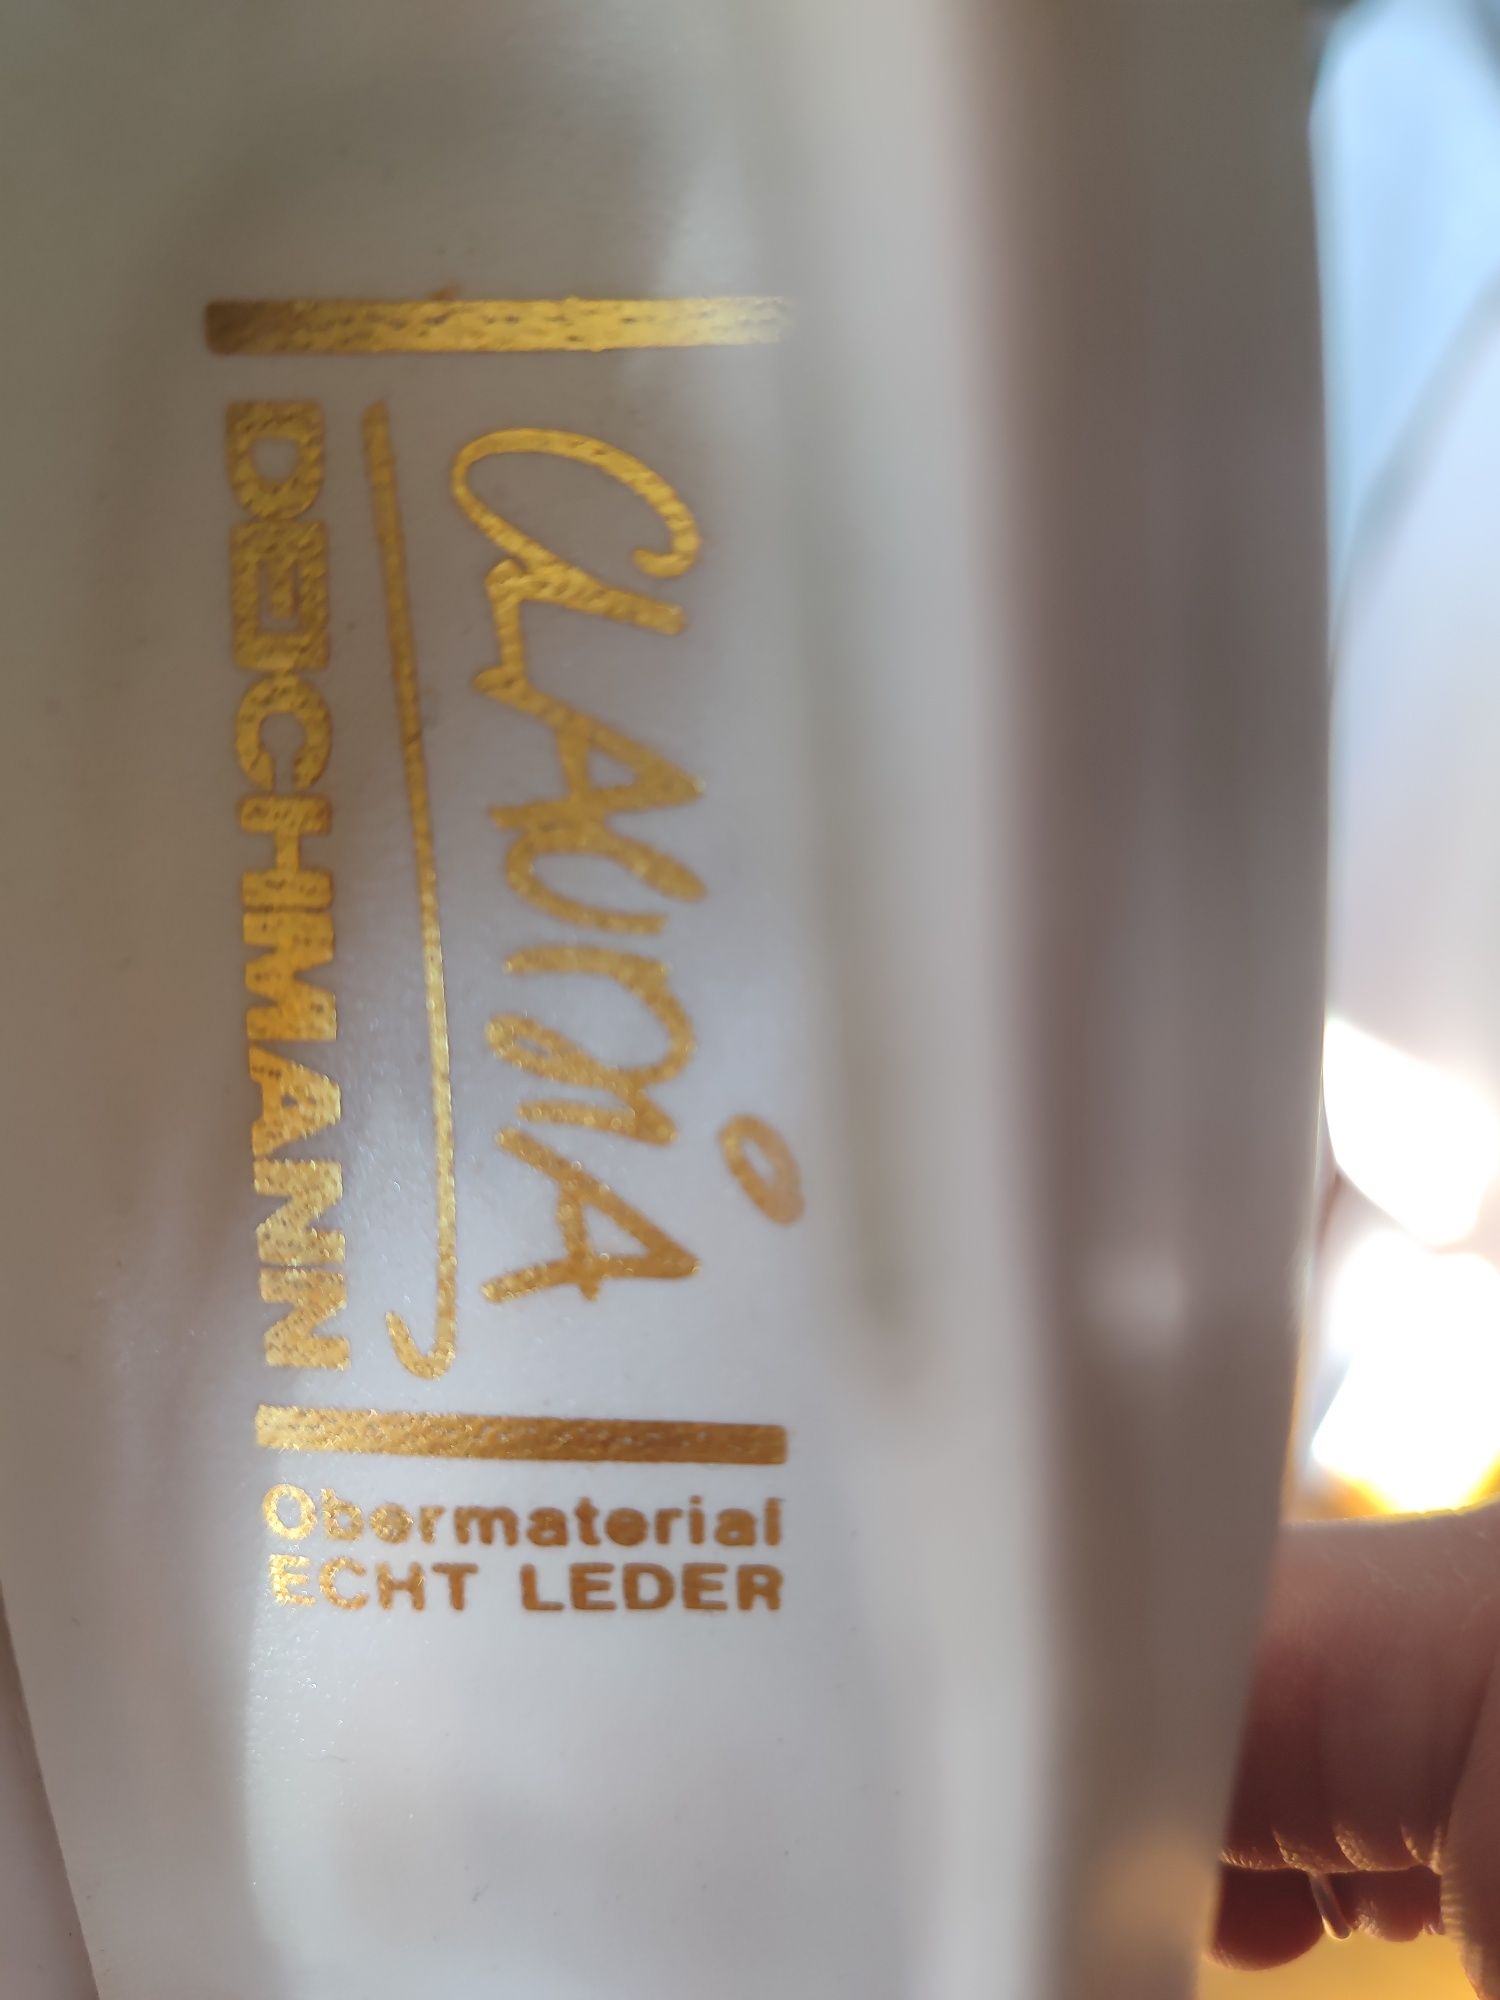 CLAUDiA
DEICHMANN
Obermaterial
ECHT LEDER